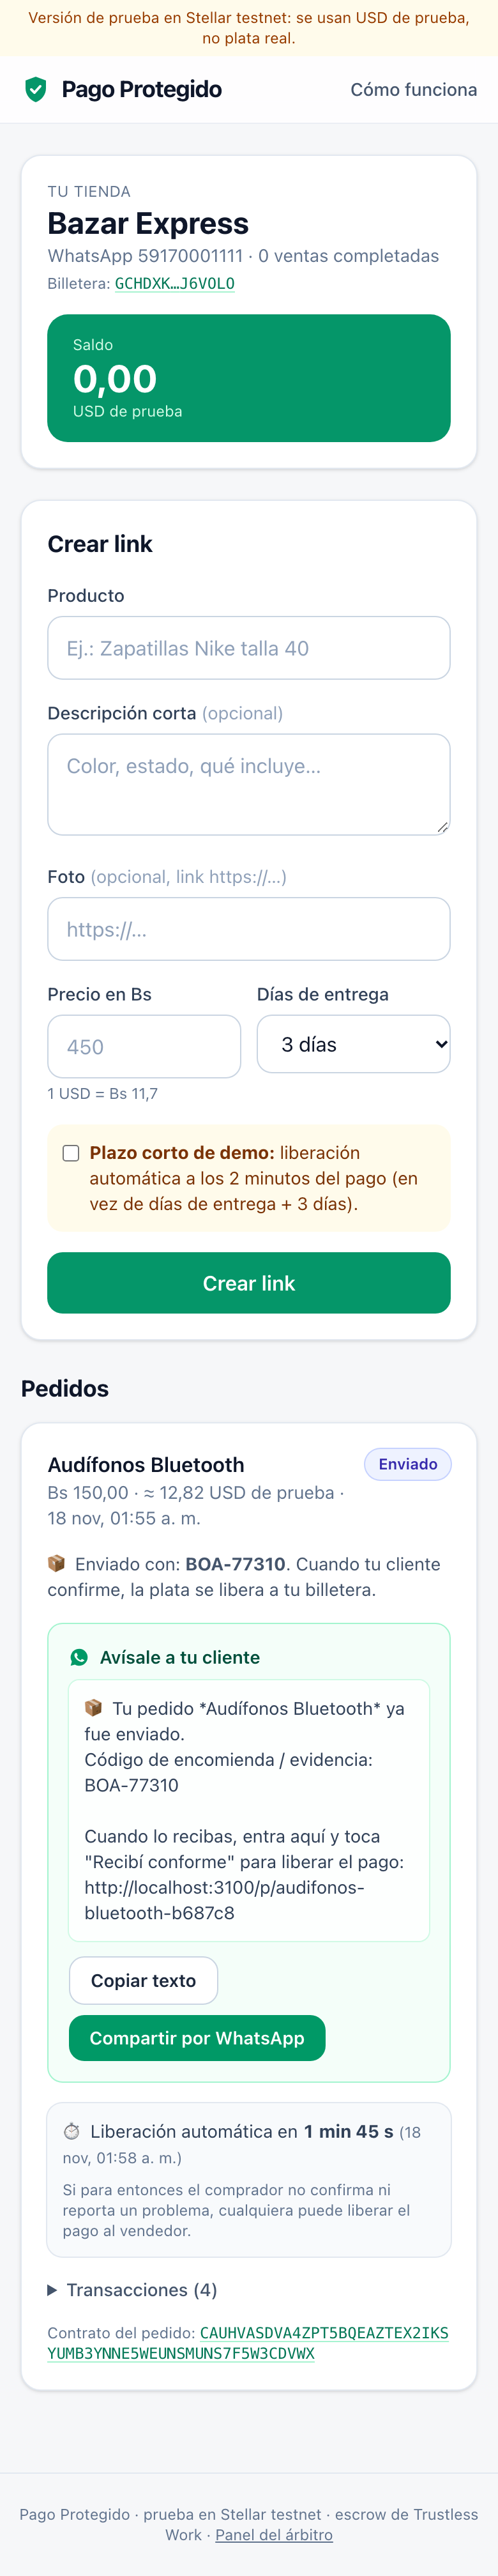 Versión de prueba en Stellar testnet: se usan USD de prueba,
no plata real.
Pago Protegido
Cómo funciona
TU TIENDA
Bazar Express
WhatsApp 59170001111 · 0 ventas completadas
Billetera: GCHDXK…J6VOLO
Saldo
0,00
USD de prueba
Crear link
Producto
Ej.: Zapatillas Nike talla 40
Descripción corta (opcional)
Color, estado, qué incluye...
Foto (opcional, link https://...)
https://...
Precio en Bs
Días de entrega
450
3 días
1 USD = Bs 11,7
Plazo corto de demo: liberación
automática a los 2 minutos del pago (en
vez de días de entrega + 3 días).
Crear link
Pedidos
Audífonos Bluetooth
Enviado
Bs 150,00 · ≈ 12,82 USD de prueba ·
18 nov, 01:55 a. m.
📦 Enviado con: BOA-77310. Cuando tu cliente
confirme, la plata se libera a tu billetera.
Avísale a tu cliente
📦 Tu pedido *Audífonos Bluetooth* ya
fue enviado.
Código de encomienda / evidencia:
BOA-77310
Cuando lo recibas, entra aquí y toca
"Recibí conforme" para liberar el pago:
http://localhost:3100/p/audifonos-
bluetooth-b687c8
Copiar texto
Compartir por WhatsApp
⏱ Liberación automática en 1 min 45 s (18
nov, 01:58 a. m.)
Si para entonces el comprador no confirma ni
reporta un problema, cualquiera puede liberar el
pago al vendedor.
▶ Transacciones (4)
Contrato del pedido: CAUHVASDVA4ZPT5BQEAZTEX2IKS
YUMB3YNNE5WEUNSMUNS7F5W3CDVWX
Pago Protegido · prueba en Stellar testnet · escrow de Trustless
Work · Panel del árbitro